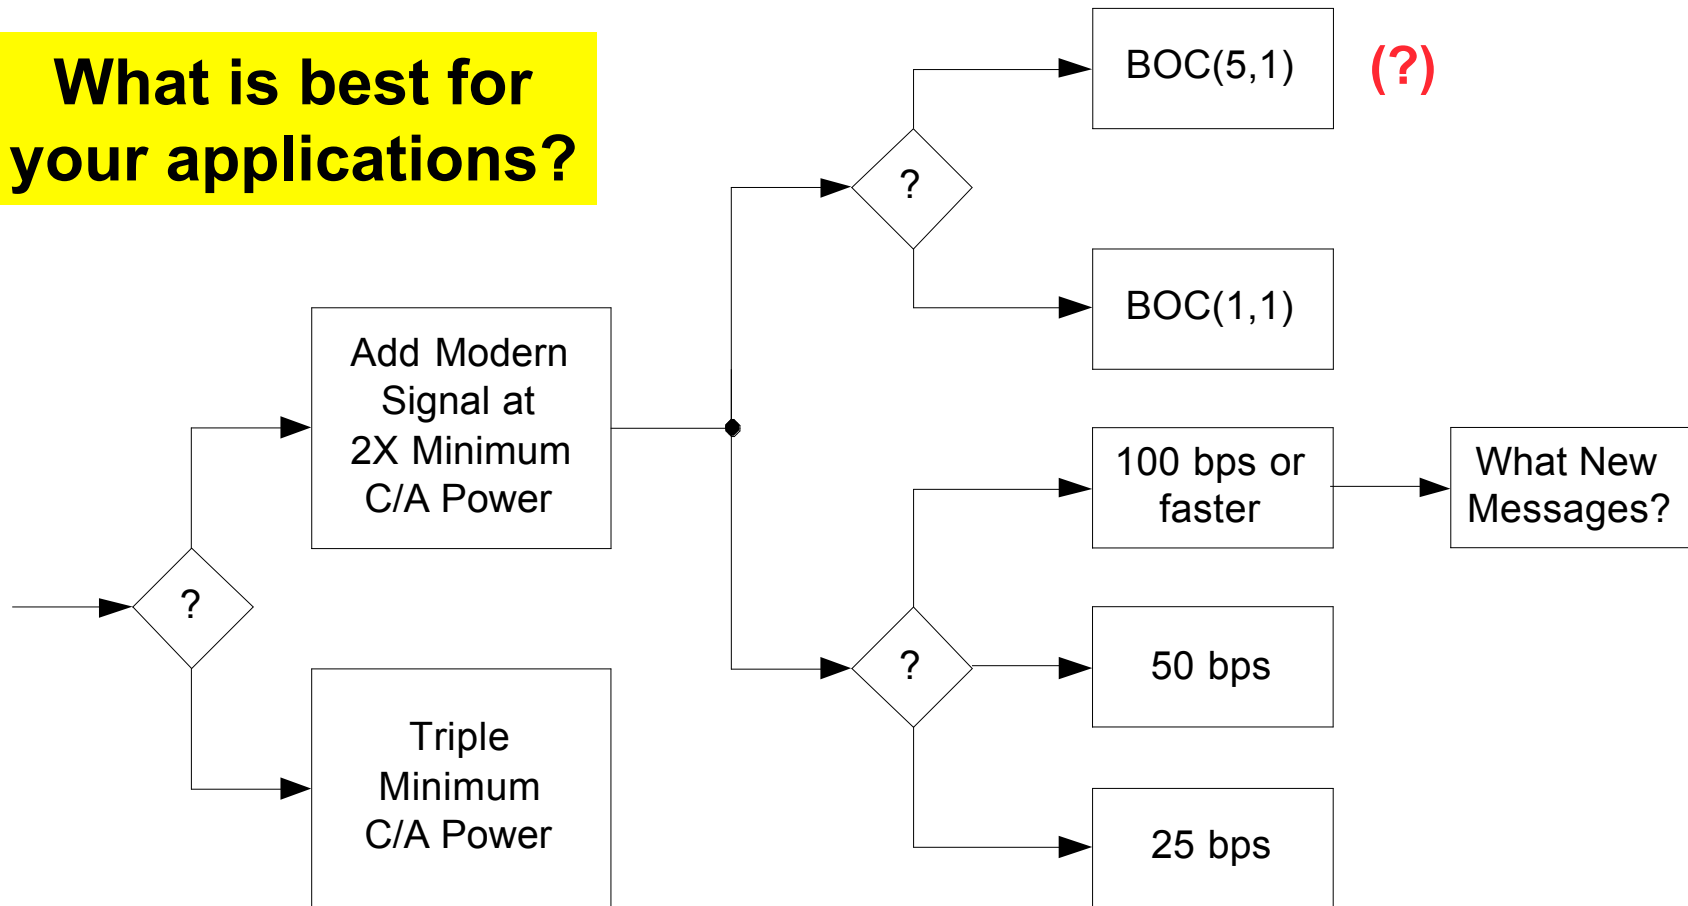 What is best for
your applications?
BOC(5,1)
(?)
?
BOC(1,1)
Add Modern
Signal at
2X Minimum
C/A Power
100 bps or
faster
What New
Messages?
?
?
50 bps
Triple
Minimum
C/A Power
25 bps